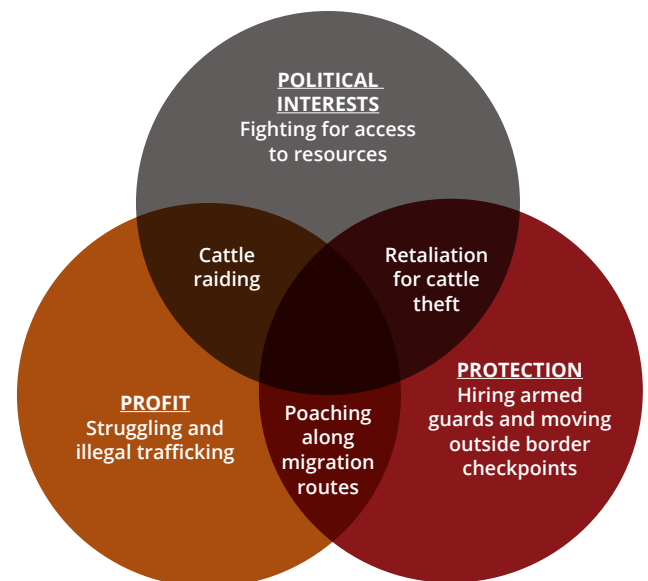 POLITICAL
INTERESTS
Fighting for access
to resources
Cattle
raiding
Retaliation
for cattle
theft
PROFIT
Struggling and
illegal trafficking
Poaching
along
migration
routes
PROTECTION
Hiring armed
guards and moving
outside border
checkpoints